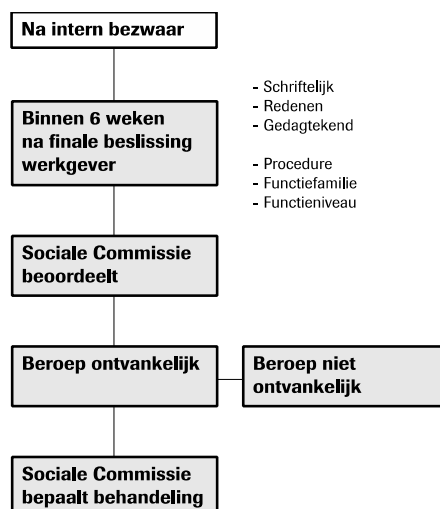 Na intern bezwaar
Binnen 6 weken
na finale beslissing
werkgever
- Schriftelijk
- Redenen
- Gedagtekend
- Procedure
- Functiefamilie
- Functieniveau
Sociale Commissie
beoordeelt
Beroep ontvankelijk
Beroep niet
ontvankelijk
Sociale Commissie
bepaalt behandeling